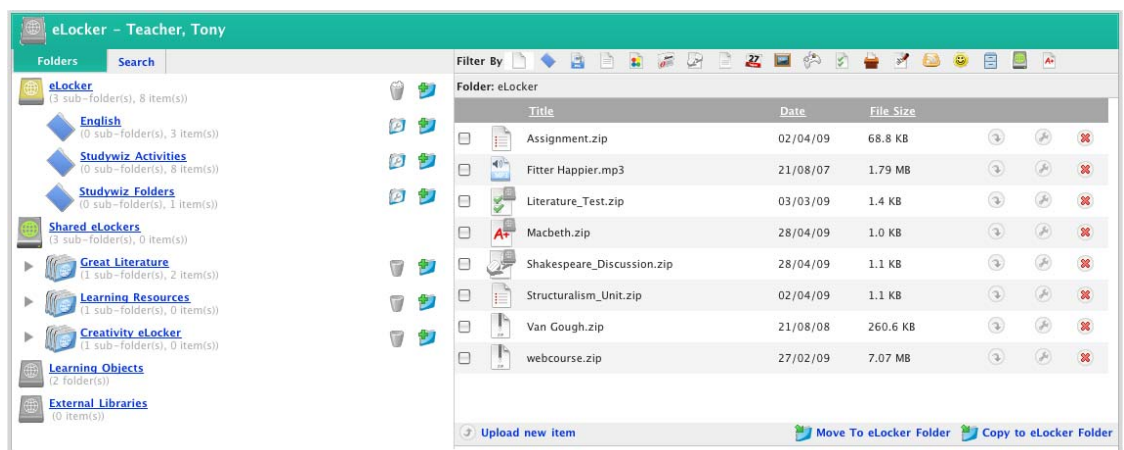 eLocker – Teacher, Tony
Folders Search
eLocker
(3 sub-folder(s), 8 item(s))
English
(0 sub-folder(s), 3 item(s))
Studywiz Activities
(0 sub-folder(s), 8 item(s))
Studywiz Folders
(0 sub-folder(s), 1 item(s))
Shared eLockers
(3 sub-folder(s), 0 item(s))
Great Literature
(1 sub-folder(s), 2 item(s))
Learning Resources
(1 sub-folder(s), 0 item(s))
Creativity eLocker
(1 sub-folder(s), 0 item(s))
Learning Objects
(2 folder(s))
External Libraries
(0 item(s))
Filter By 27 A+
Folder: eLocker
Title Date File Size
Assignment.zip 02/04/09 68.8 KB
Fitter Happier.mp3 21/08/07 1.79 MB
Literature_Test.zip 03/03/09 1.4 KB
A+ Macbeth.zip 28/04/09 1.0 KB
Shakespeare_Discussion.zip 28/04/09 1.1 KB
Structuralism_Unit.zip 02/04/09 1.1 KB
Van Gough.zip 21/08/08 260.6 KB
webcourse.zip 27/02/09 7.07 MB
Upload new item Move To eLocker Folder Copy to eLocker Folder